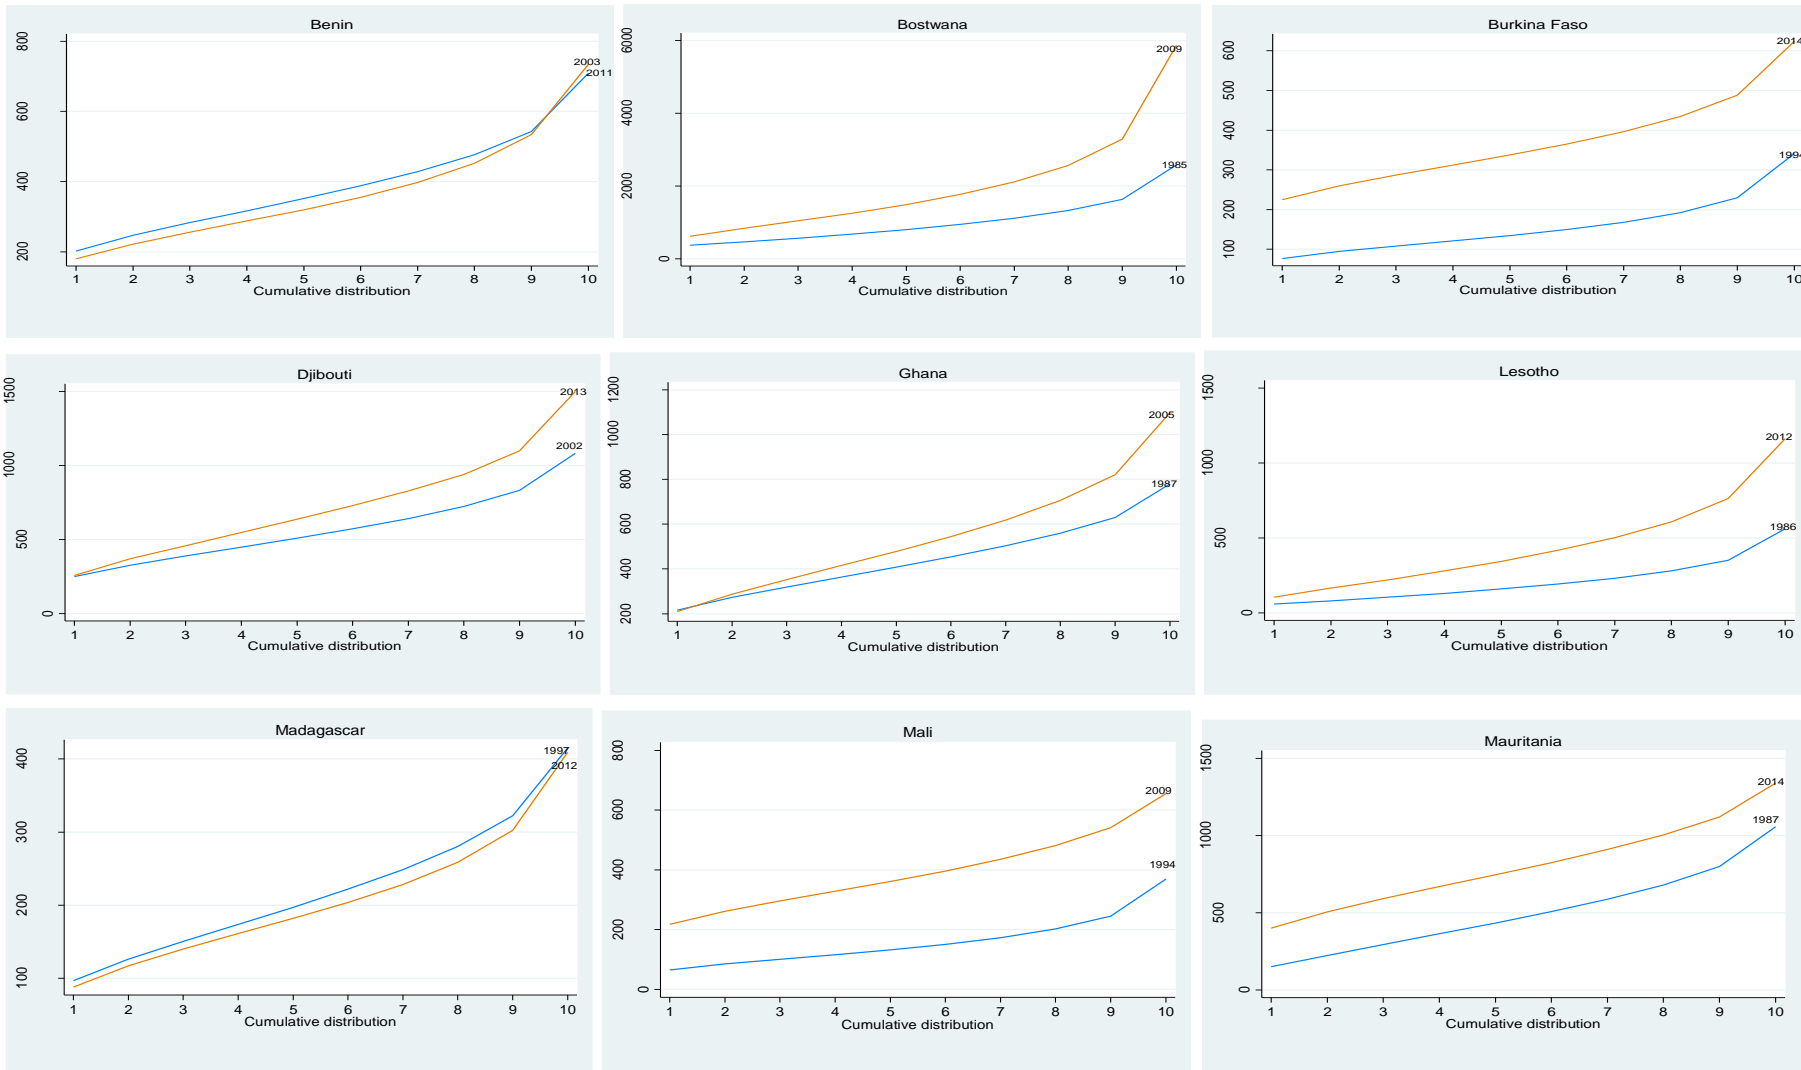 Benin
800
600
400
200
2003
2011
1 2 3 4 5 6 7 8 9 10
Cumulative distribution
Bostwana
6000
4000
2000
0
2009
1985
1 2 3 4 5 6 7 8 9 10
Cumulative distribution
Burkina Faso
600
500
400
300
200
100
2014
1994
1 2 3 4 5 6 7 8 9 10
Cumulative distribution
Djibouti
1500
1000
500
0
2013
2002
1 2 3 4 5 6 7 8 9 10
Cumulative distribution
Ghana
1200
1000
800
600
400
200
2005
1987
1 2 3 4 5 6 7 8 9 10
Cumulative distribution
Lesotho
1500
1000
500
0
2012
1986
1 2 3 4 5 6 7 8 9 10
Cumulative distribution
Madagascar
400
300
200
100
1997
2012
1 2 3 4 5 6 7 8 9 10
Cumulative distribution
Mali
800
600
400
200
0
2009
1994
1 2 3 4 5 6 7 8 9 10
Cumulative distribution
Mauritania
1500
1000
500
0
2014
1987
1 2 3 4 5 6 7 8 9 10
Cumulative distribution